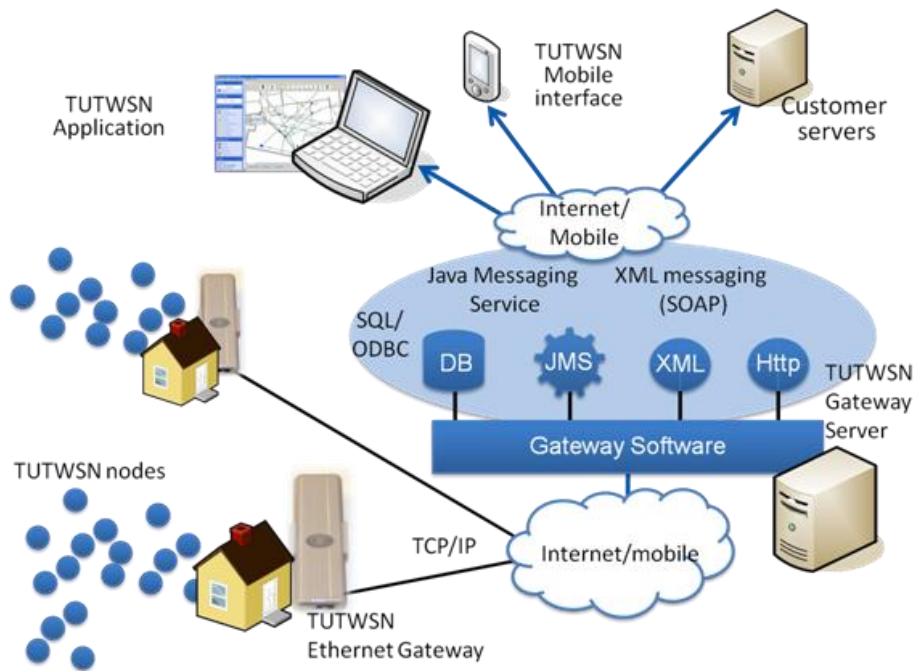 TUTWSN
Application
TUTWSN
Mobile
interface
Customer
servers
Internet/
Mobile
Java Messaging
Service
XML messaging
(SOAP)
SQL/
ODBC
DB
JMS
XML
Http
TUTWSN
Gateway
Server
Gateway Software
TUTWSN nodes
TCP/IP
Internet/mobile
TUTWSN
Ethernet Gateway